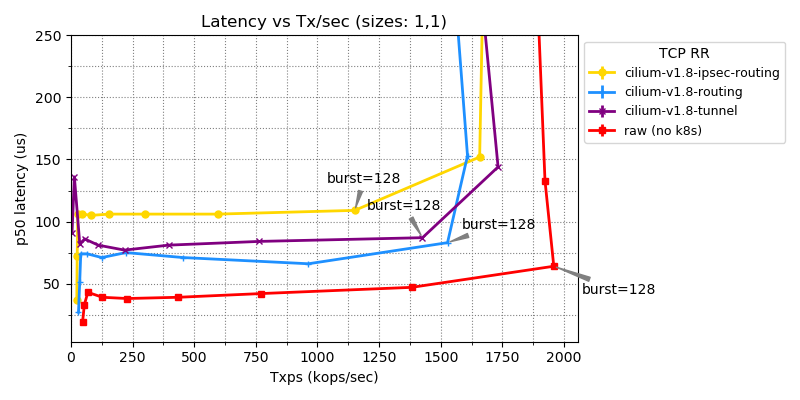 Latency vs Tx/sec (sizes: 1,1)
250
200
150
100
50
p50 latency (us)
burst=128
burst=128
burst=128
burst=128
0
250
500
750
1000
1250
1500
1750
2000
Txps (kops/sec)
TCP RR
cilium-v1.8-ipsec-routing
cilium-v1.8-routing
cilium-v1.8-tunnel
raw (no k8s)